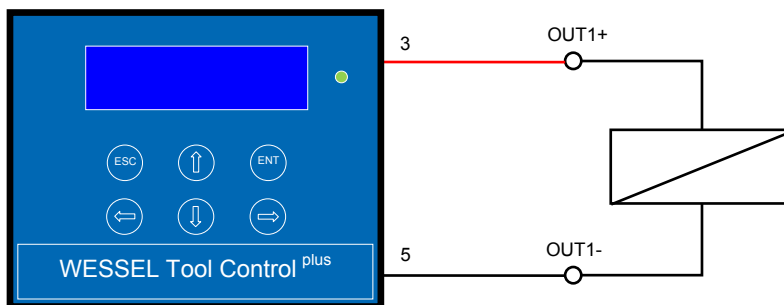 3
OUT1+
ESC
ENT
5
OUT1-
WESSEL Tool Control plus